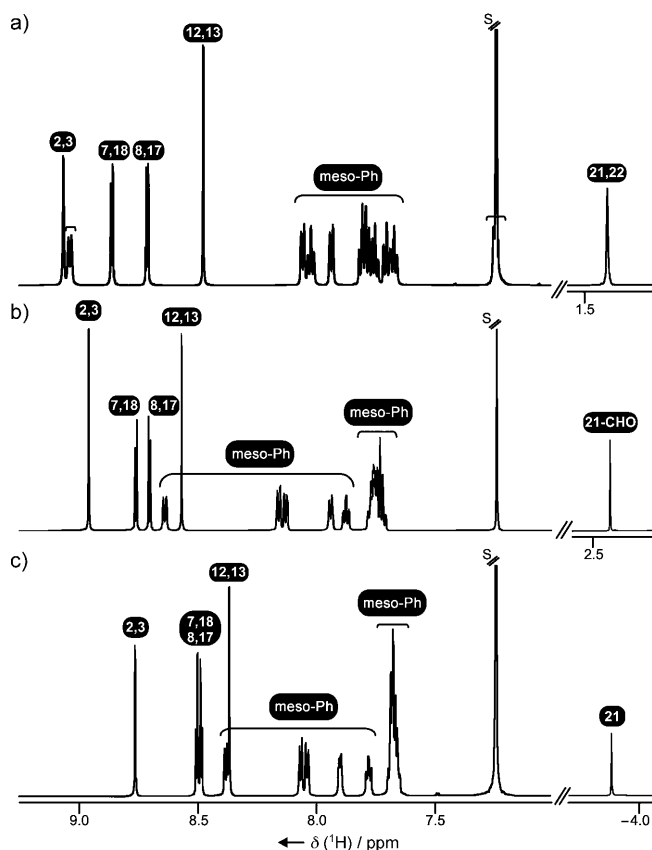 a)
12,13
S
2,3
7,18
8,17
meso-Ph
21,22
1.5
b)
2,3
12,13
S
7,18
8,17
meso-Ph
meso-Ph
21-CHO
2.5
c)
12,13
S
2,3
7,18
8,17
meso-Ph
meso-Ph
21
9.0 8.5 8.0 7.5 −4.0
← δ (¹H) / ppm